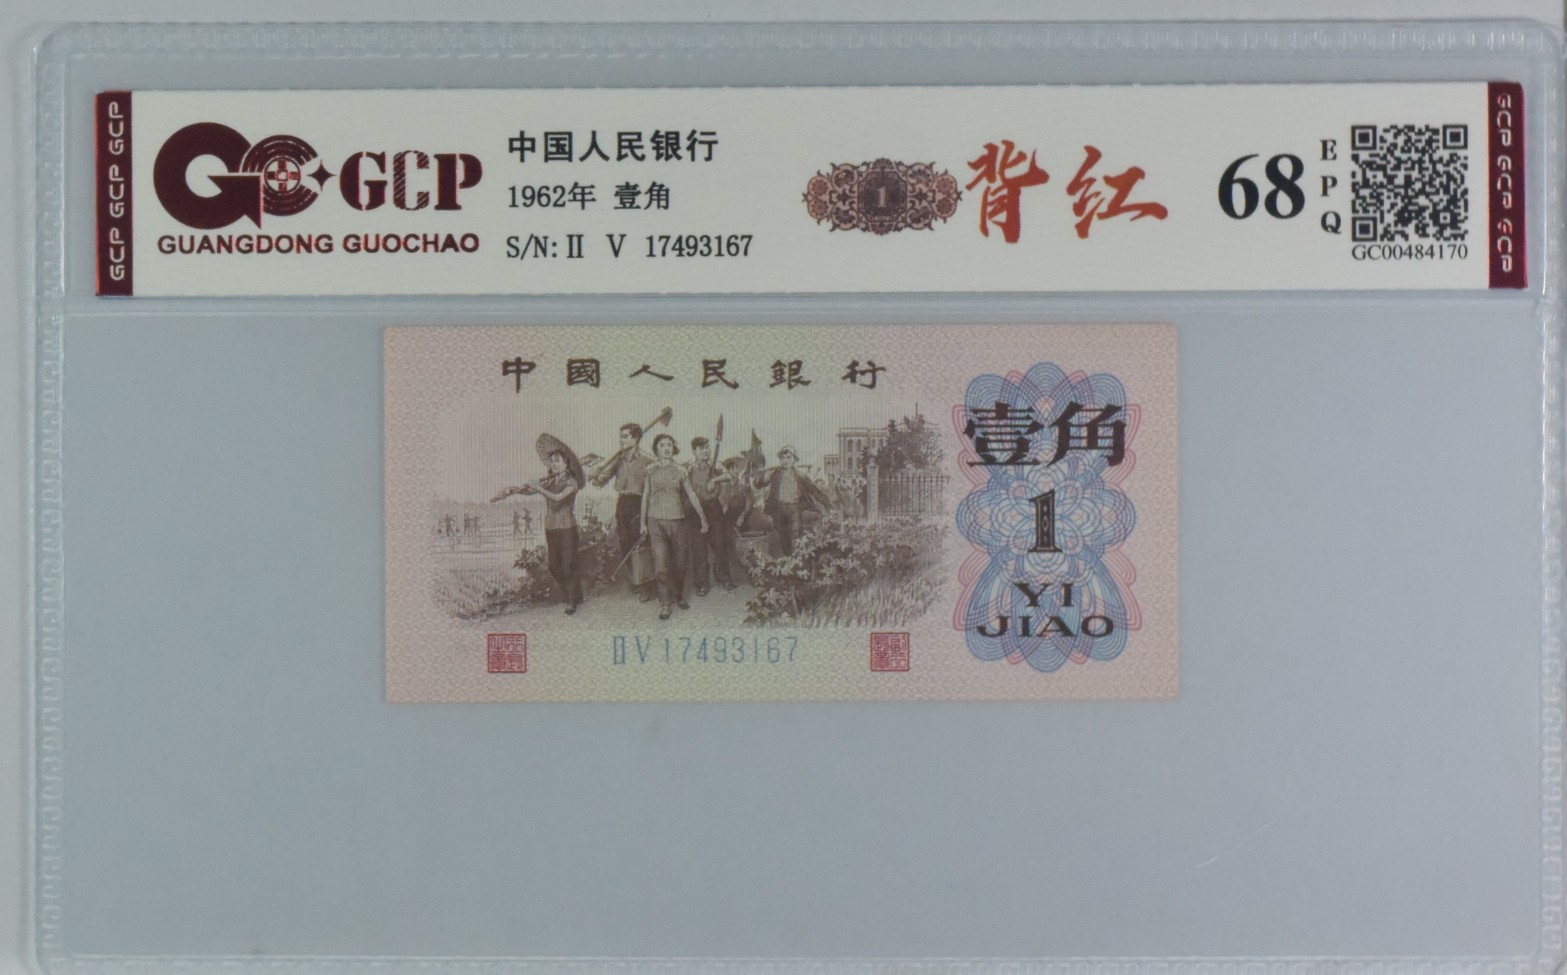 GCP GCP GCP
GCP
GUANGDONG GUOCHAO
中国人民银行
1962年 壹角
S/N: II V 17493167
1
背红
68
E
P
Q
GC00484170
GCP GCP GCP
中國人民銀行
壹角
1
YI
JIAO
II V 17493167